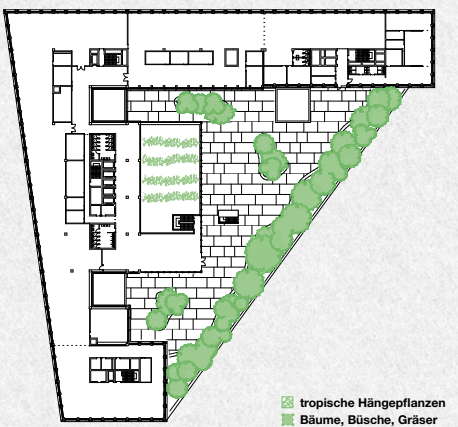 tropische Hängepflanzen
Bäume, Büsche, Gräser